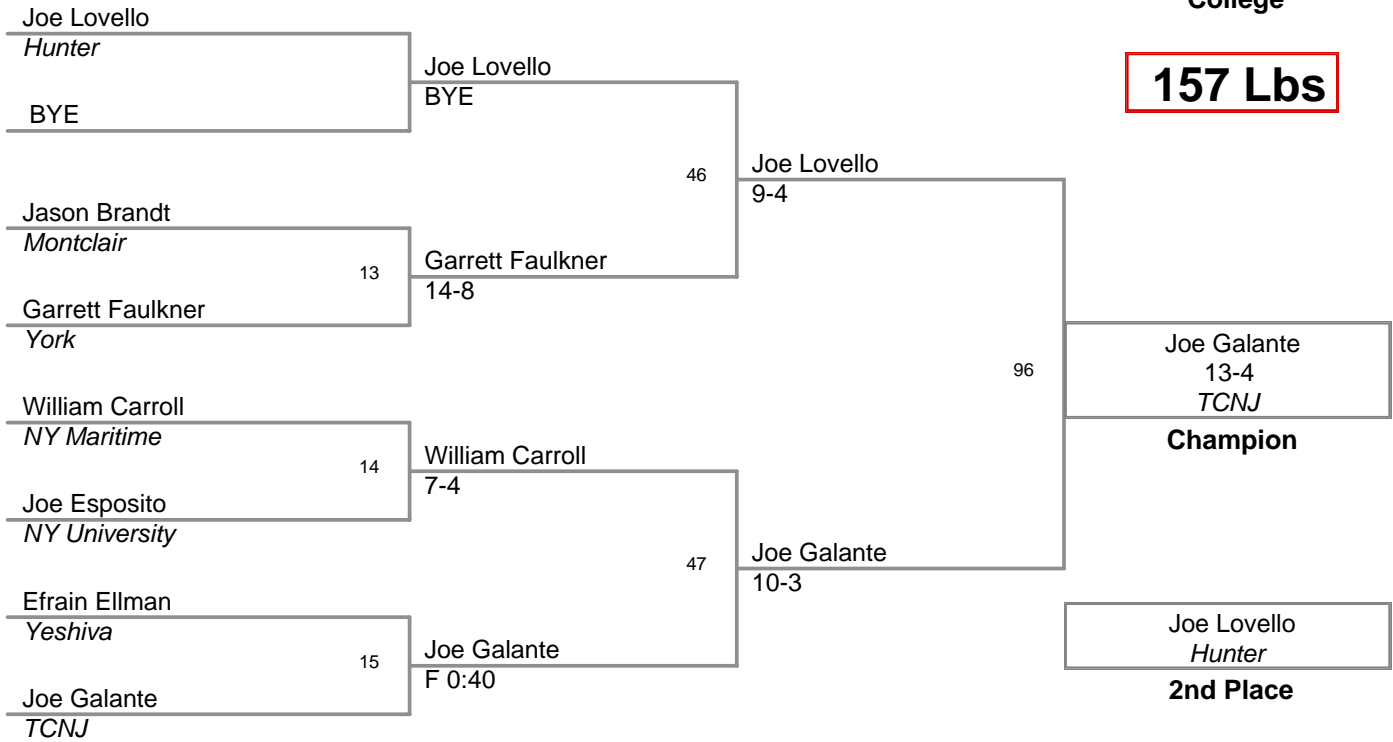 College
157 Lbs
Joe Lovello
Hunter
BYE
Jason Brandt
Montclair
13
Garrett Faulkner
York
William Carroll
NY Maritime
14
Joe Esposito
NY University
Efrain Ellman
Yeshiva
15
Joe Galante
TCNJ
Joe Lovello
BYE
46
Garrett Faulkner
14-8
William Carroll
7-4
47
Joe Galante
F 0:40
Joe Lovello
9-4
96
Joe Galante
10-3
Joe Galante
13-4
TCNJ
Champion
Joe Lovello
Hunter
2nd Place